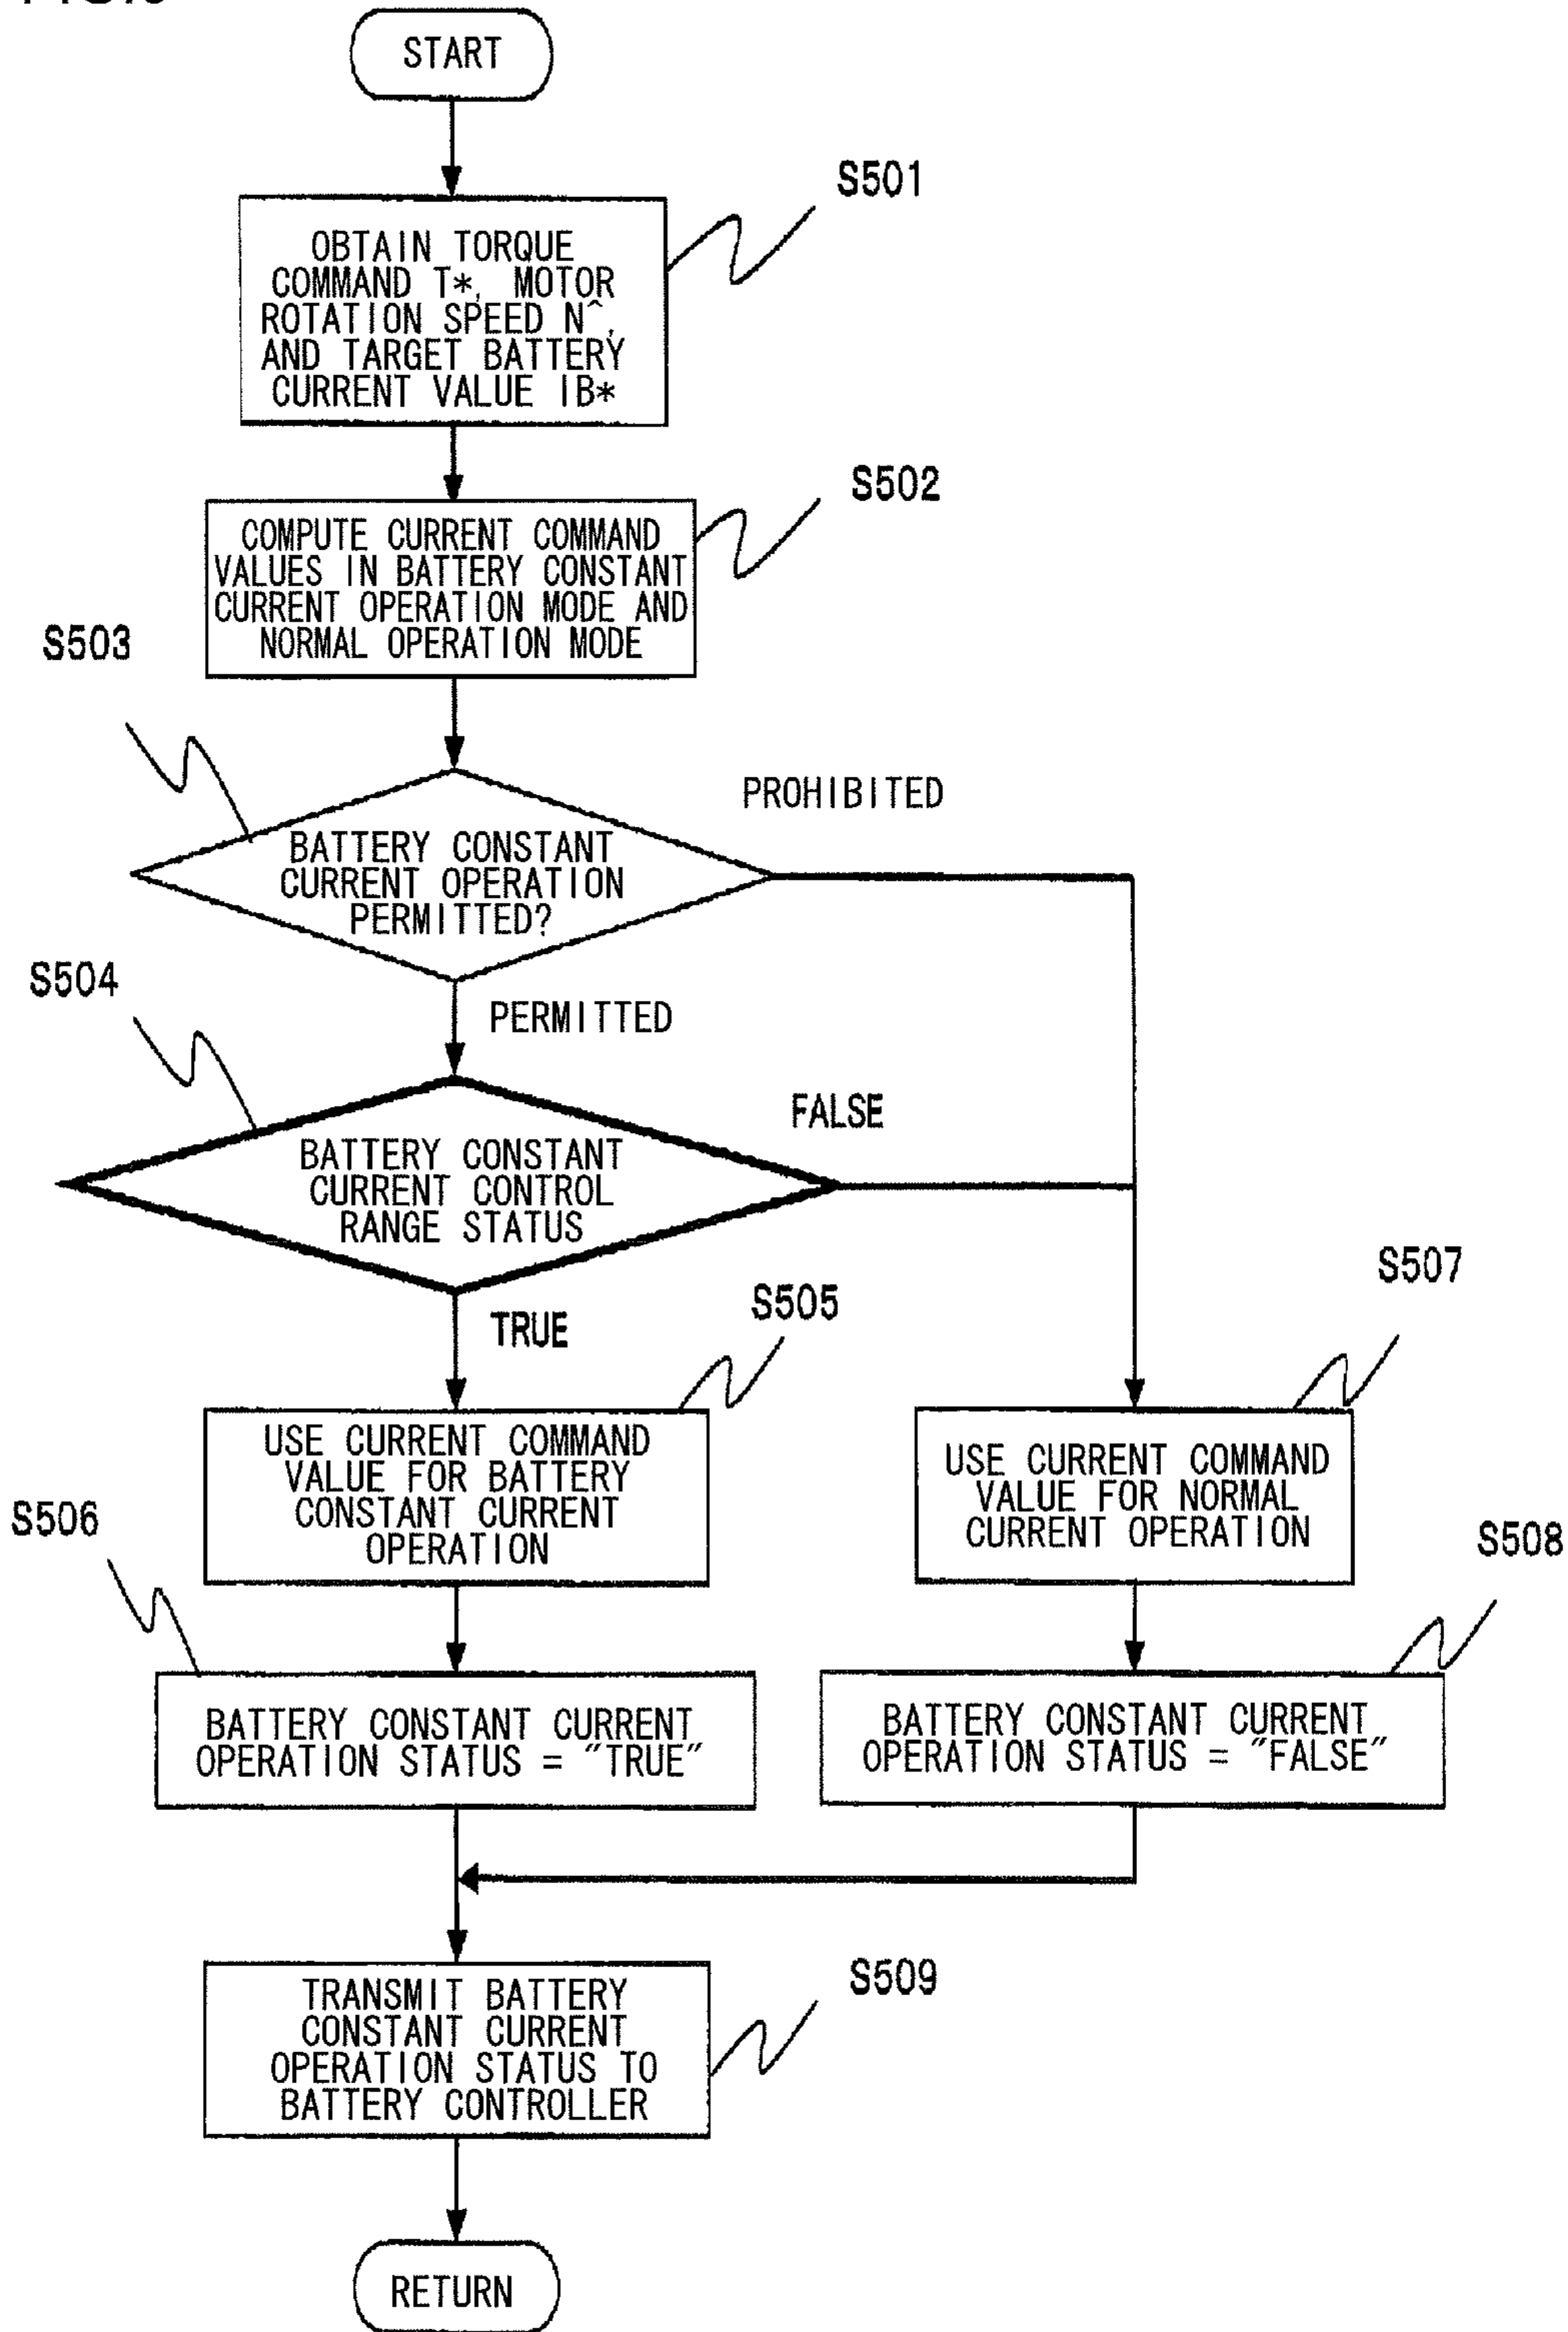 START
S501
OBTAIN TORQUE
COMMAND T*, MOTOR
ROTATION SPEED N^,
AND TARGET BATTERY
CURRENT VALUE IB*
S502
COMPUTE CURRENT COMMAND
VALUES IN BATTERY CONSTANT
CURRENT OPERATION MODE AND
NORMAL OPERATION MODE
S503
PROHIBITED
BATTERY CONSTANT
CURRENT OPERATION
PERMITTED?
S504
PERMITTED
FALSE
BATTERY CONSTANT
CURRENT CONTROL
RANGE STATUS
TRUE
S505
S507
USE CURRENT COMMAND
VALUE FOR BATTERY
CONSTANT CURRENT
OPERATION
USE CURRENT COMMAND
VALUE FOR NORMAL
CURRENT OPERATION
S506
S508
BATTERY CONSTANT CURRENT
OPERATION STATUS = "TRUE"
BATTERY CONSTANT CURRENT
OPERATION STATUS = "FALSE"
S509
TRANSMIT BATTERY
CONSTANT CURRENT
OPERATION STATUS TO
BATTERY CONTROLLER
RETURN